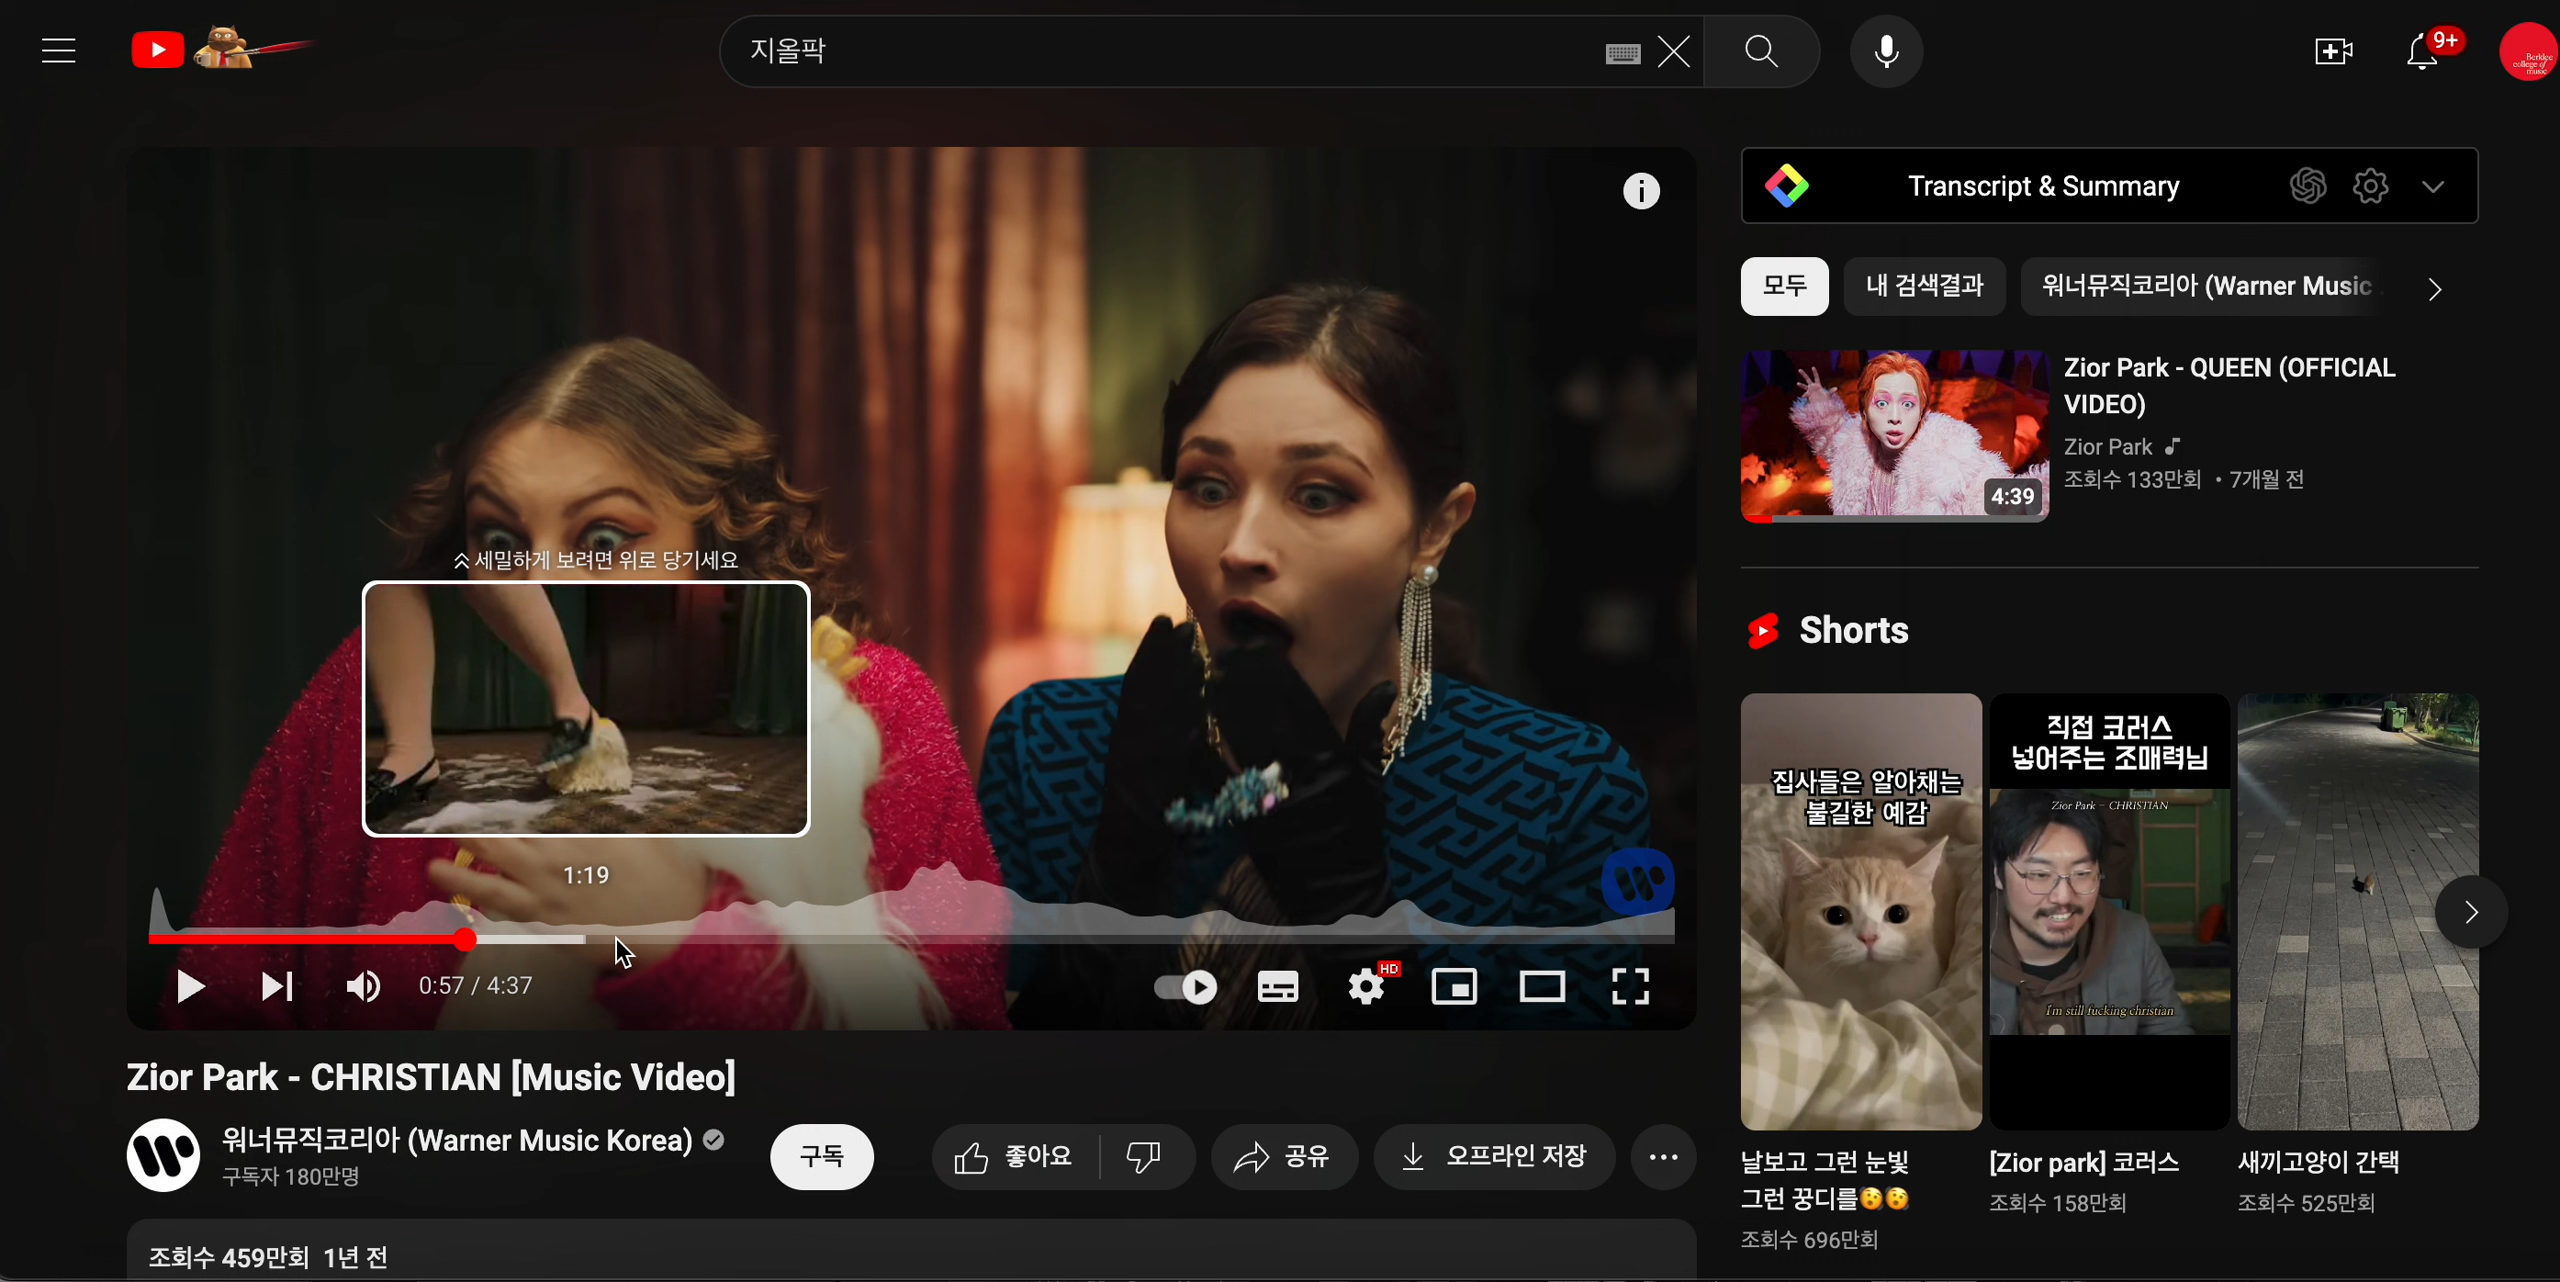 지올팍
9+
Berklee
college of
music
Transcript & Summary
모두
내 검색결과
워너뮤직코리아 (Warner Music
Zior Park - QUEEN (OFFICIAL
VIDEO)
Zior Park
조회수 133만회 • 7개월 전
4:39
Shorts
세밀하게 보려면 위로 당기세요
1:19
0:57 / 4:37
HD
Zior Park - CHRISTIAN [Music Video]
워너뮤직코리아 (Warner Music Korea)
구독자 180만명
구독
좋아요
공유
오프라인 저장
조회수 459만회 1년 전
집사들은 알아채는
불길한 예감
날보고 그런 눈빛
그런 꿍디를🥴🥴
조회수 696만회
직접 코러스
넣어주는 조매력님
Zior Park - CHRISTIAN
I'm still fucking christian
[Zior park] 코러스
조회수 158만회
새끼고양이 간택
조회수 525만회